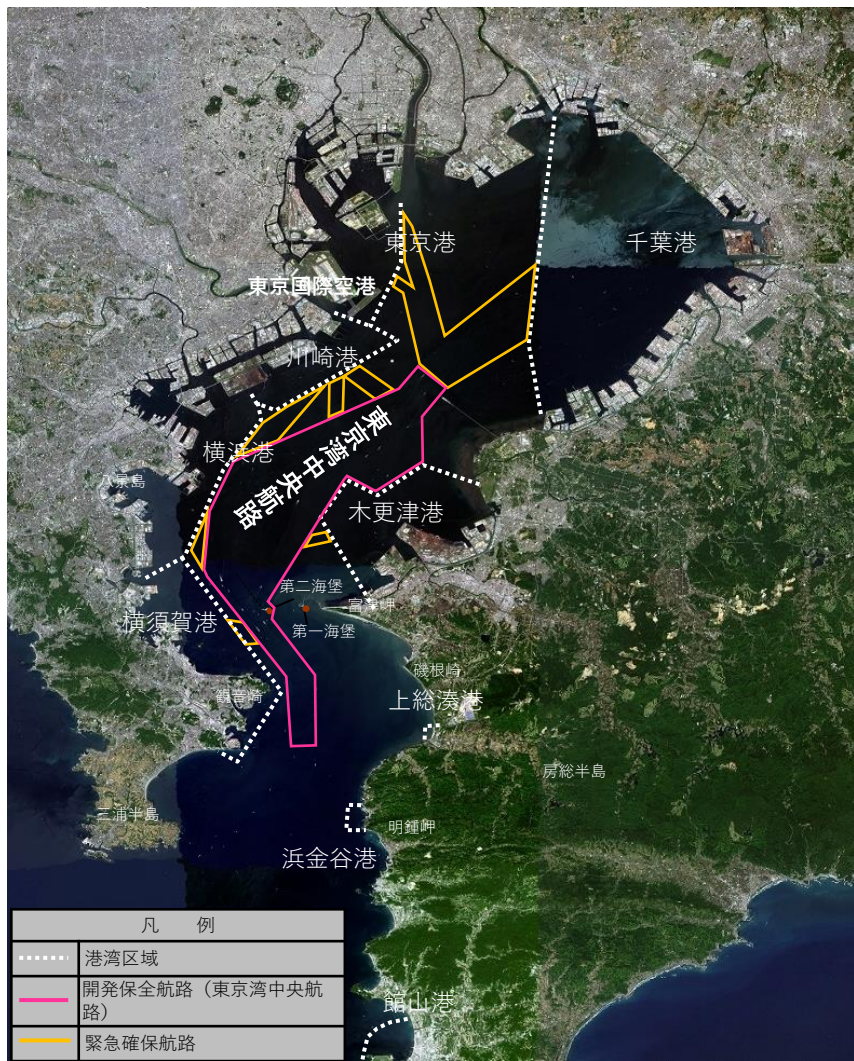 東京港
千葉港
東京国際空港
川崎港
東京湾中央航路
横浜港
八景島
木更津港
第二海堡
富津岬
横須賀港
第一海堡
磯根崎
観音崎
上総湊港
房総半島
三浦半島
明鐘岬
浜金谷港
凡 例
港湾区域
開発保全航路（東京湾中央航
路）
緊急確保航路
館山港